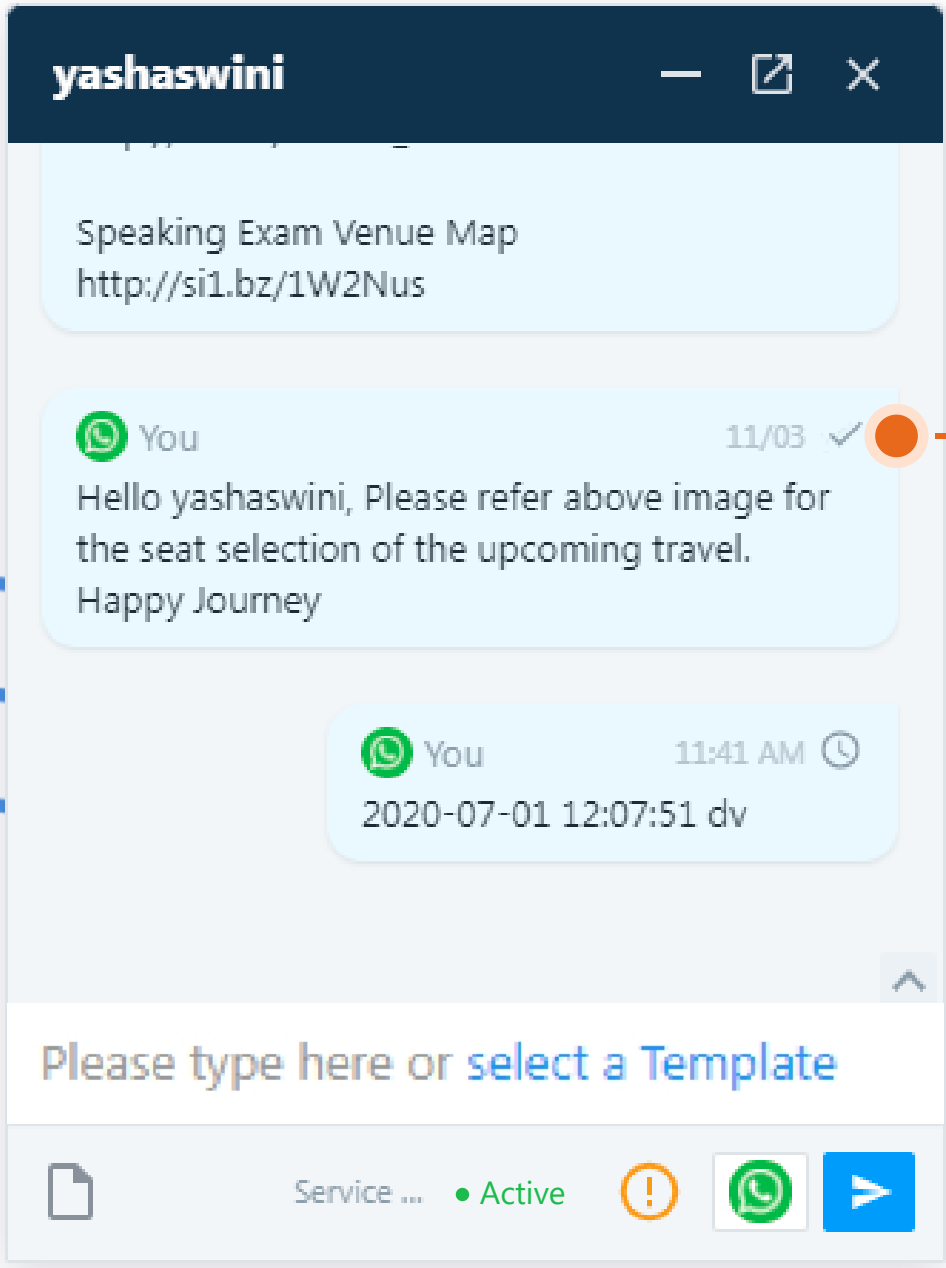 yashaswini
Speaking Exam Venue Map
http://si1.bz/1W2Nus
You 11/03
Hello yashaswini, Please refer above image for
the seat selection of the upcoming travel.
Happy Journey
You 11:41 AM
2020-07-01 12:07:51 dv
Please type here or select a Template
Service ... Active